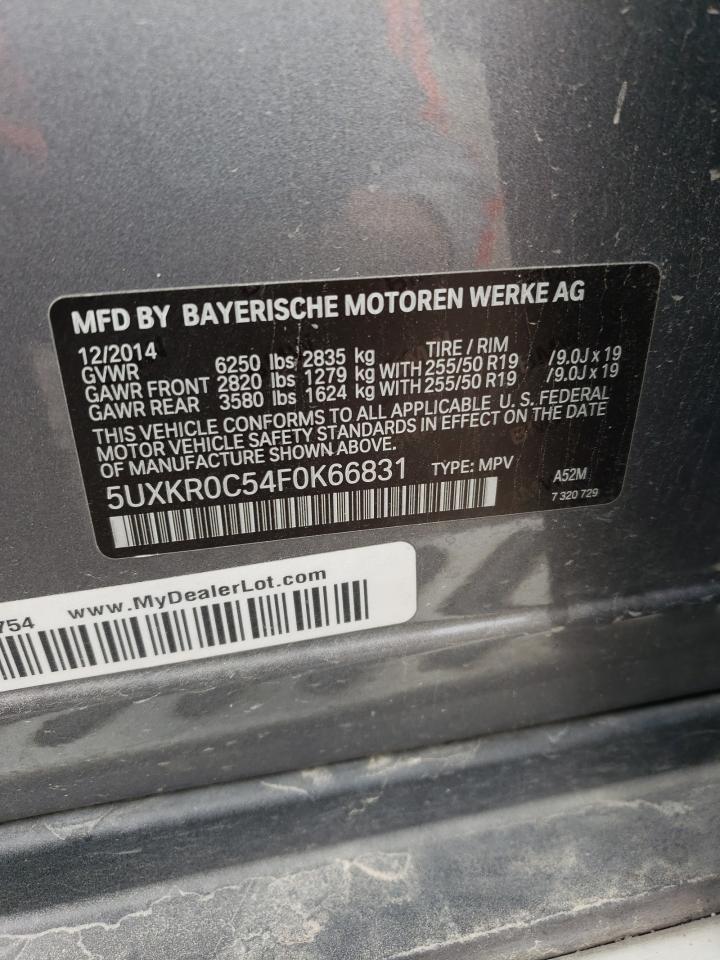 MFD BY BAYERISCHE MOTOREN WERKE AG
12/2014 TIRE / RIM
GVWR 6250 lbs 2835 kg
GAWR FRONT 2820 lbs 1279 kg WITH 255/50 R19 /9.0J x 19
GAWR REAR 3580 lbs 1624 kg WITH 255/50 R19 /9.0J x 19
THIS VEHICLE CONFORMS TO ALL APPLICABLE U. S. FEDERAL
MOTOR VEHICLE SAFETY STANDARDS IN EFFECT ON THE DATE
OF MANUFACTURE SHOWN ABOVE.
5UXKR0C54F0K66831 TYPE: MPV A52M
7 320 729
754 www.MyDealerLot.com